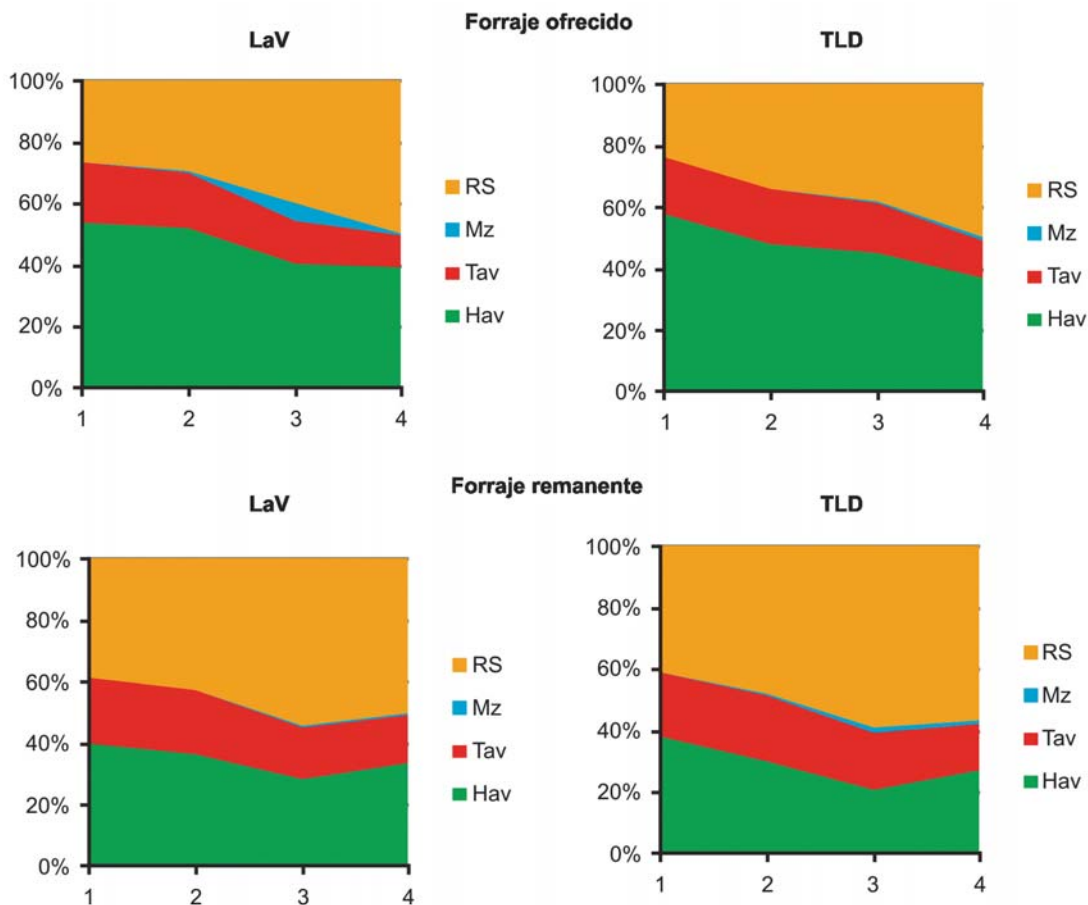 Forraje ofrecido
LaV
100%
80%
60%
40%
20%
0%
1 2 3 4
RS
Mz
Tav
Hav
TLD
100%
80%
60%
40%
20%
0%
1 2 3 4
RS
Mz
Tav
Hav
Forraje remanente
LaV
100%
80%
60%
40%
20%
0%
1 2 3 4
RS
Mz
Tav
Hav
TLD
100%
80%
60%
40%
20%
0%
1 2 3 4
RS
Mz
Tav
Hav